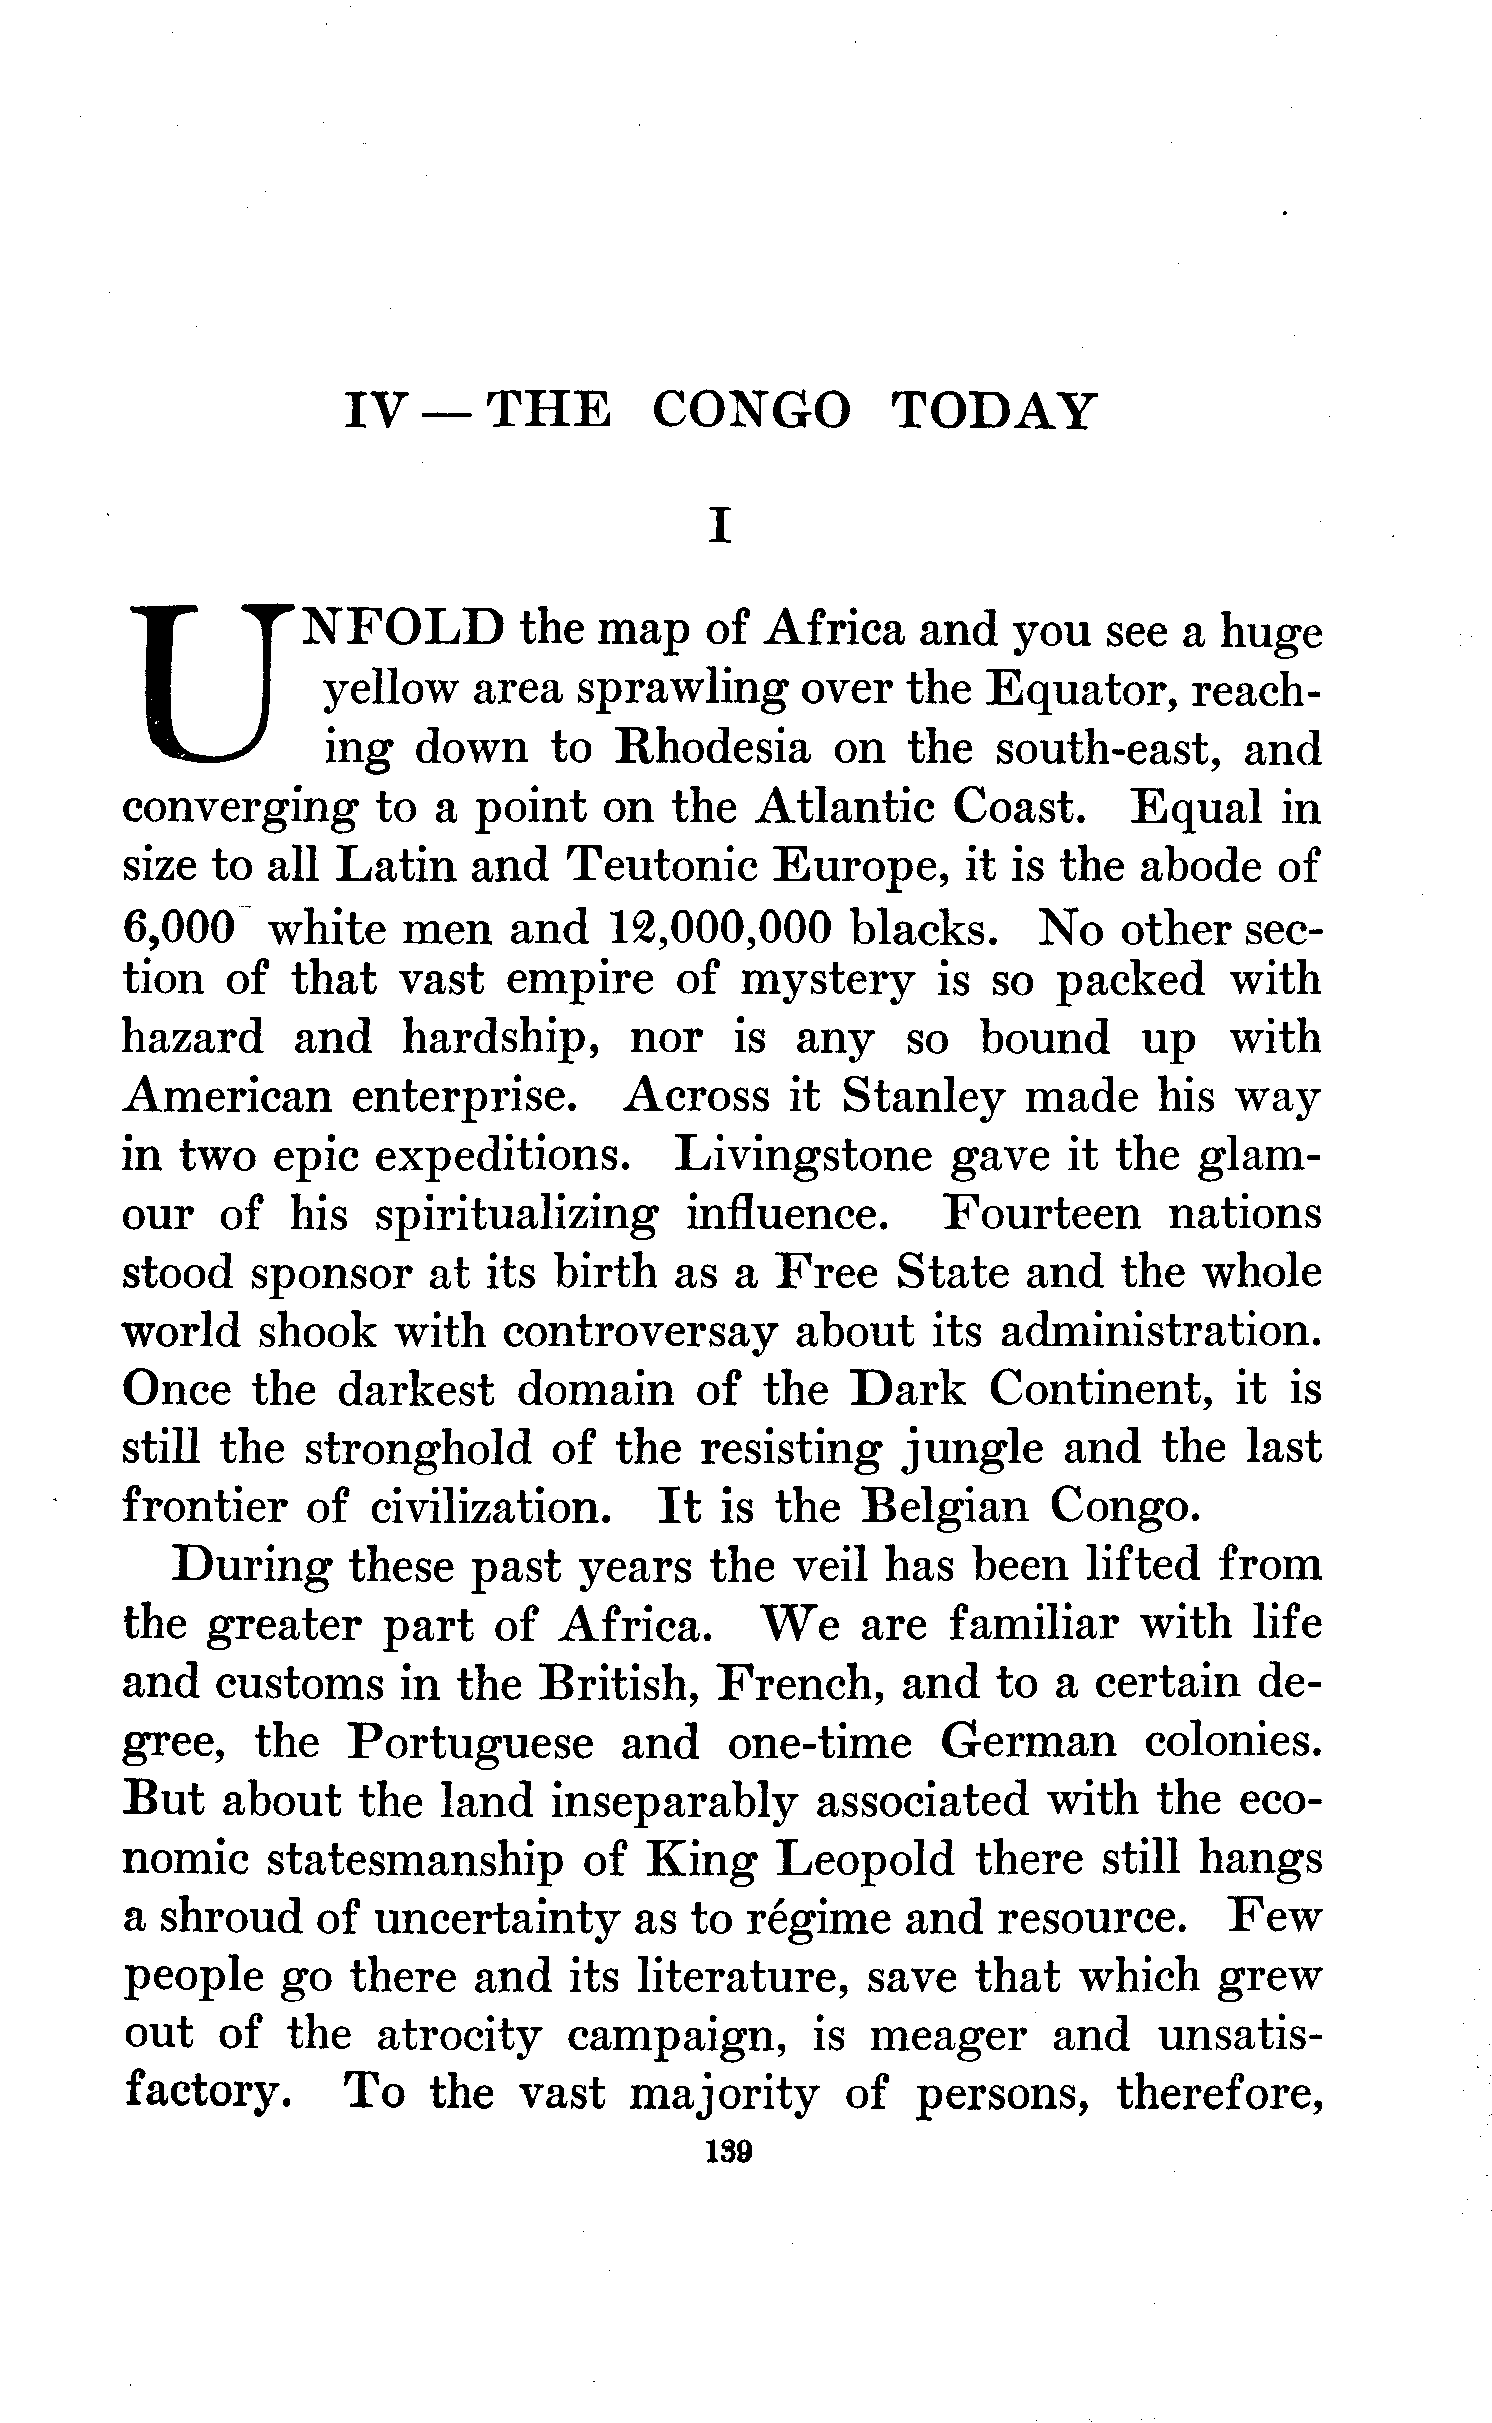 IV — THE CONGO TODAY
I
UNFOLD the map of Africa and you see a huge
yellow area sprawling over the Equator, reach-
ing down to Rhodesia on the south-east, and
converging to a point on the Atlantic Coast. Equal in
size to all Latin and Teutonic Europe, it is the abode of
6,000 white men and 12,000,000 blacks. No other sec-
tion of that vast empire of mystery is so packed with
hazard and hardship, nor is any so bound up with
American enterprise. Across it Stanley made his way
in two epic expeditions. Livingstone gave it the glam-
our of his spiritualizing influence. Fourteen nations
stood sponsor at its birth as a Free State and the whole
world shook with controversay about its administration.
Once the darkest domain of the Dark Continent, it is
still the stronghold of the resisting jungle and the last
frontier of civilization. It is the Belgian Congo.
During these past years the veil has been lifted from
the greater part of Africa. We are familiar with life
and customs in the British, French, and to a certain de-
gree, the Portuguese and one-time German colonies.
But about the land inseparably associated with the eco-
nomic statesmanship of King Leopold there still hangs
a shroud of uncertainty as to régime and resource. Few
people go there and its literature, save that which grew
out of the atrocity campaign, is meager and unsatis-
factory. To the vast majority of persons, therefore,
139